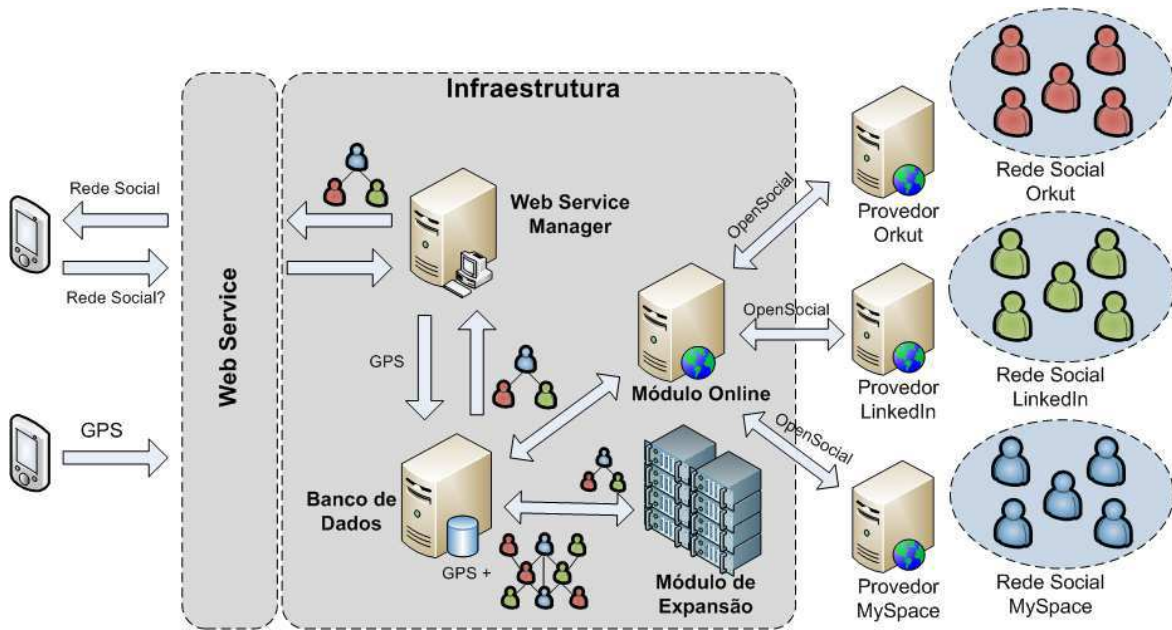 Infraestrutura
Rede Social
Rede Social?
GPS
Web Service
Web Service
Manager
GPS
Banco de
Dados
GPS +
Módulo Online
Módulo de
Expansão
OpenSocial
OpenSocial
OpenSocial
Provedor
Orkut
Provedor
LinkedIn
Provedor
MySpace
Rede Social
Orkut
Rede Social
LinkedIn
Rede Social
MySpace